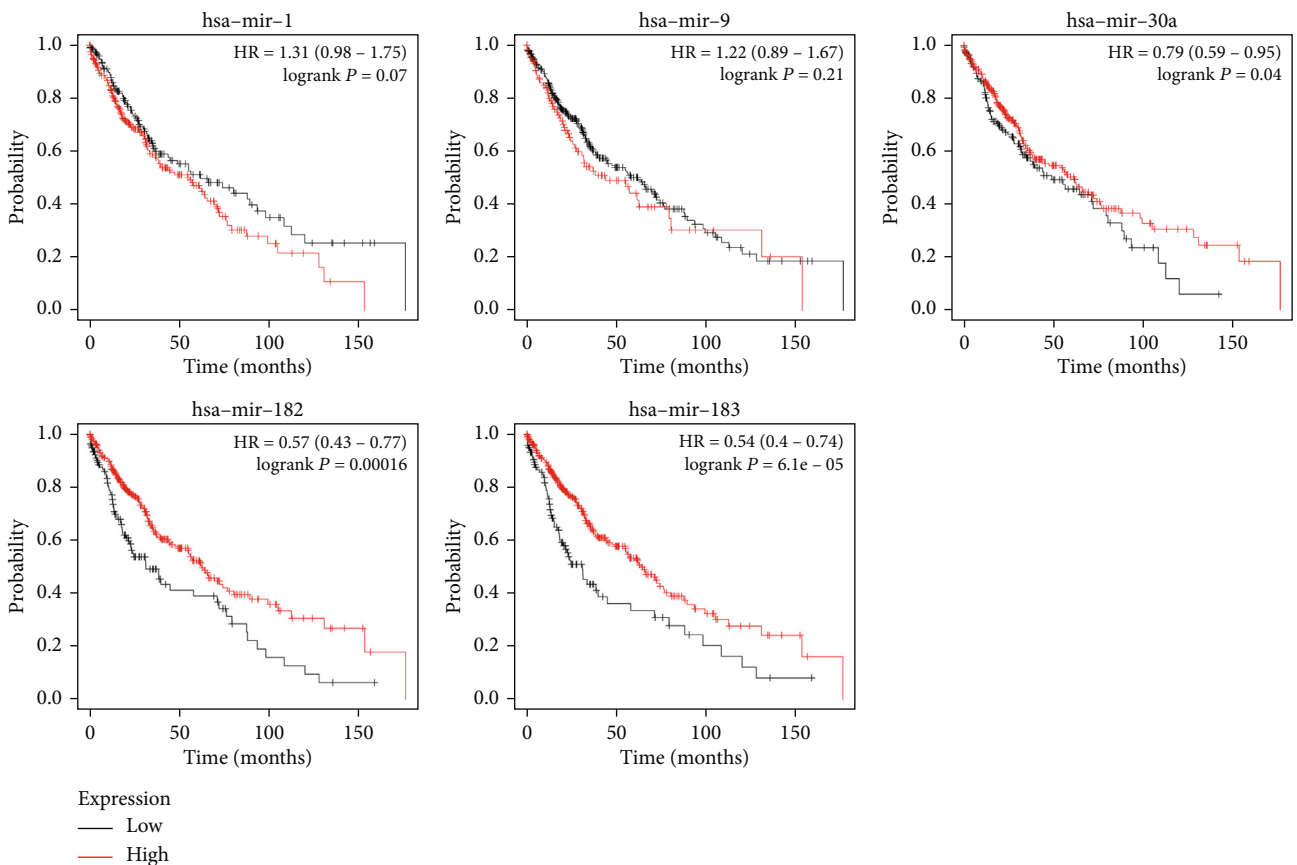 hsa–mir–1
HR = 1.31 (0.98 – 1.75)
logrank P = 0.07
Probability
1.0
0.8
0.6
0.4
0.2
0.0
0 50 100 150
Time (months)
hsa–mir–9
HR = 1.22 (0.89 – 1.67)
logrank P = 0.21
Probability
1.0
0.8
0.6
0.4
0.2
0.0
0 50 100 150
Time (months)
hsa–mir–30a
HR = 0.79 (0.59 – 0.95)
logrank P = 0.04
Probability
1.0
0.8
0.6
0.4
0.2
0.0
0 50 100 150
Time (months)
hsa–mir–182
HR = 0.57 (0.43 – 0.77)
logrank P = 0.00016
Probability
1.0
0.8
0.6
0.4
0.2
0.0
0 50 100 150
Time (months)
hsa–mir–183
HR = 0.54 (0.4 – 0.74)
logrank P = 6.1e – 05
Probability
1.0
0.8
0.6
0.4
0.2
0.0
0 50 100 150
Time (months)
Expression
Low
High